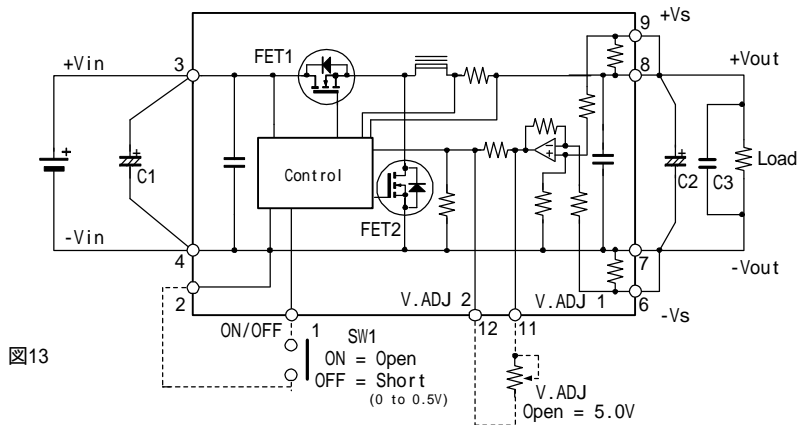 9
+Vs
+Vin
3
FET1
8
+Vout
C1
Control
FET2
C2
C3
Load
-Vin
4
7
-Vout
2
V.ADJ 2
V.ADJ 1
6
-Vs
ON/OFF
1
12
11
図13
SW1
ON = Open
OFF = Short
(0 to 0.5V)
V.ADJ
Open = 5.0V